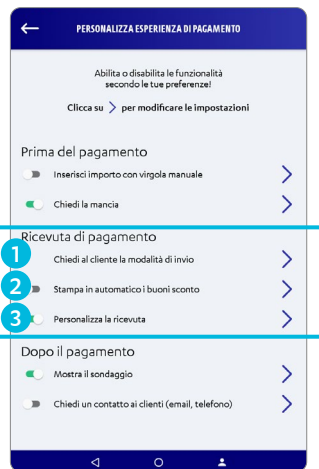 PERSONALIZZA ESPERIENZA DI PAGAMENTO
Abilita o disabilita le funzionalità
secondo le tue preferenze!
Clicca su > per modificare le impostazioni
Prima del pagamento
Inserisci importo con virgola manuale
Chiedi la mancia
Ricevuta di pagamento
1 Chiedi al cliente la modalità di invio
2 Stampa in automatico i buoni sconto
3 Personalizza la ricevuta
Dopo il pagamento
Mostra il sondaggio
Chiedi un contatto ai clienti (email, telefono)